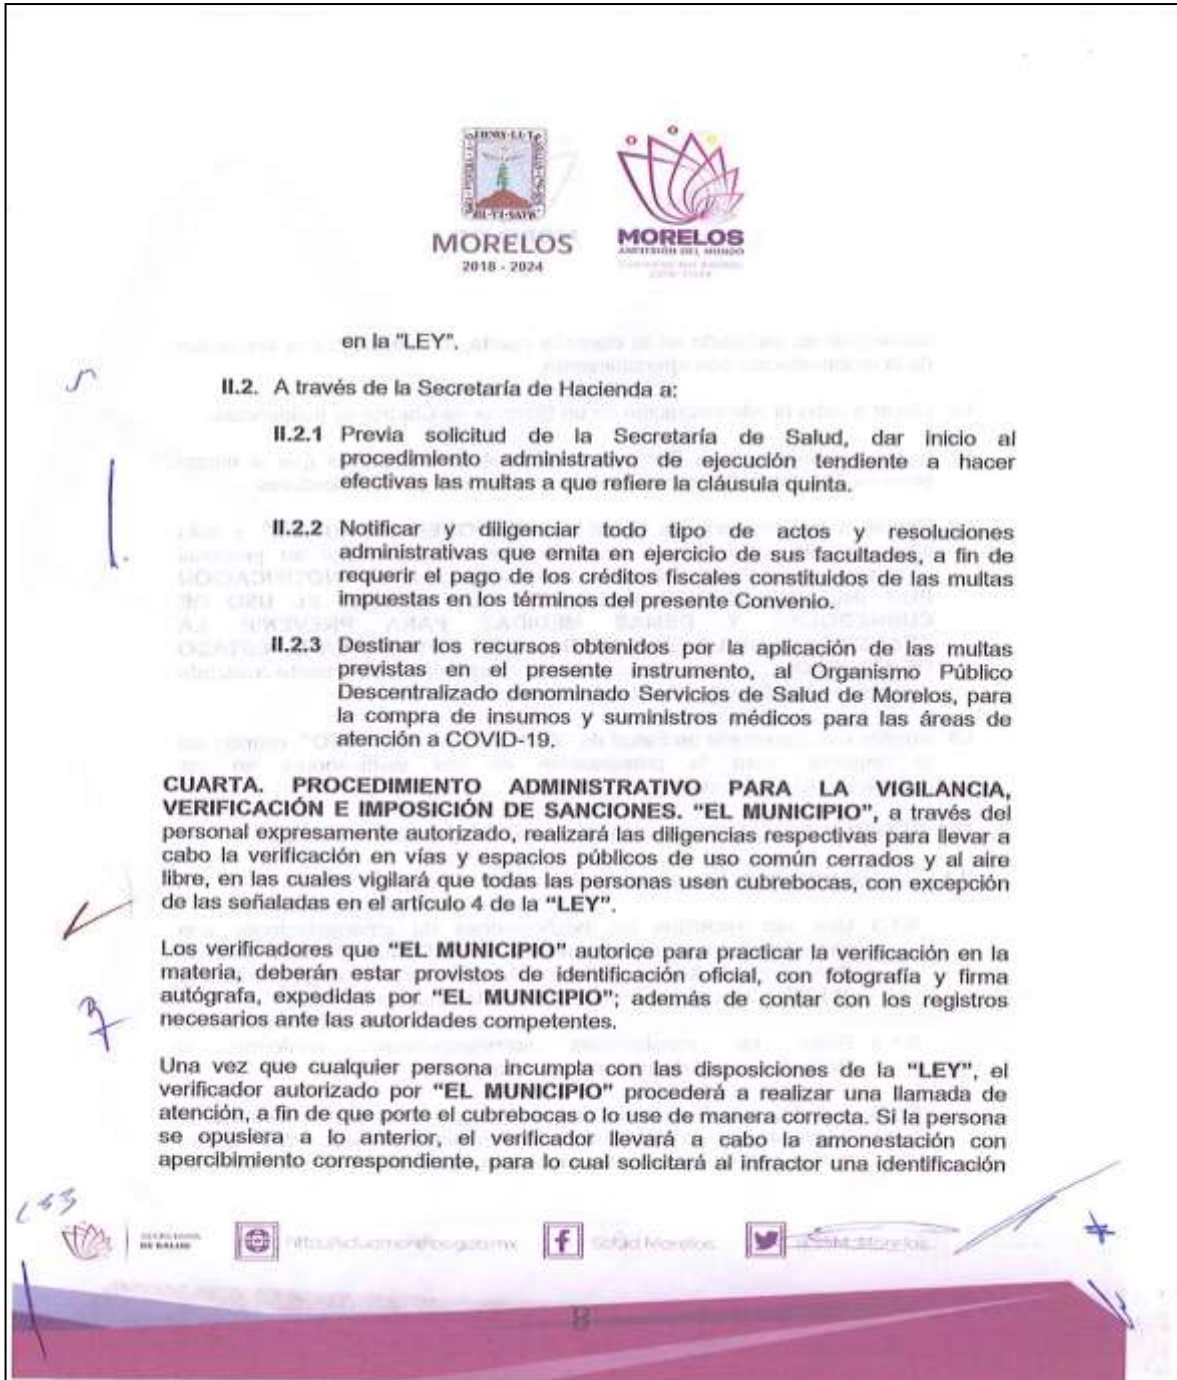 MORELOS
2018 - 2024
MORELOS
ANFITRIÓN DEL MUNDO
en la "LEY".
II.2. A través de la Secretaría de Hacienda a:
II.2.1 Previa solicitud de la Secretaría de Salud, dar inicio al
procedimiento administrativo de ejecución tendiente a hacer
efectivas las multas a que refiere la cláusula quinta.
II.2.2 Notificar y diligenciar todo tipo de actos y resoluciones
administrativas que emita en ejercicio de sus facultades, a fin de
requerir el pago de los créditos fiscales constituidos de las multas
impuestas en los términos del presente Convenio.
II.2.3 Destinar los recursos obtenidos por la aplicación de las multas
previstas en el presente instrumento, al Organismo Público
Descentralizado denominado Servicios de Salud de Morelos, para
la compra de insumos y suministros médicos para las áreas de
atención a COVID-19.
CUARTA. PROCEDIMIENTO ADMINISTRATIVO PARA LA VIGILANCIA,
VERIFICACIÓN E IMPOSICIÓN DE SANCIONES. "EL MUNICIPIO", a través del
personal expresamente autorizado, realizará las diligencias respectivas para llevar a
cabo la verificación en vías y espacios públicos de uso común cerrados y al aire
libre, en las cuales vigilará que todas las personas usen cubrebocas, con excepción
de las señaladas en el artículo 4 de la "LEY".
Los verificadores que "EL MUNICIPIO" autorice para practicar la verificación en la
materia, deberán estar provistos de identificación oficial, con fotografía y firma
autógrafa, expedidas por "EL MUNICIPIO"; además de contar con los registros
necesarios ante las autoridades competentes.
Una vez que cualquier persona incumpla con las disposiciones de la "LEY", el
verificador autorizado por "EL MUNICIPIO" procederá a realizar una llamada de
atención, a fin de que porte el cubrebocas o lo use de manera correcta. Si la persona
se opusiera a lo anterior, el verificador llevará a cabo la amonestación con
apercibimiento correspondiente, para lo cual solicitará al infractor una identificación
SECRETARÍA
DE SALUD
Salud Morelos
8